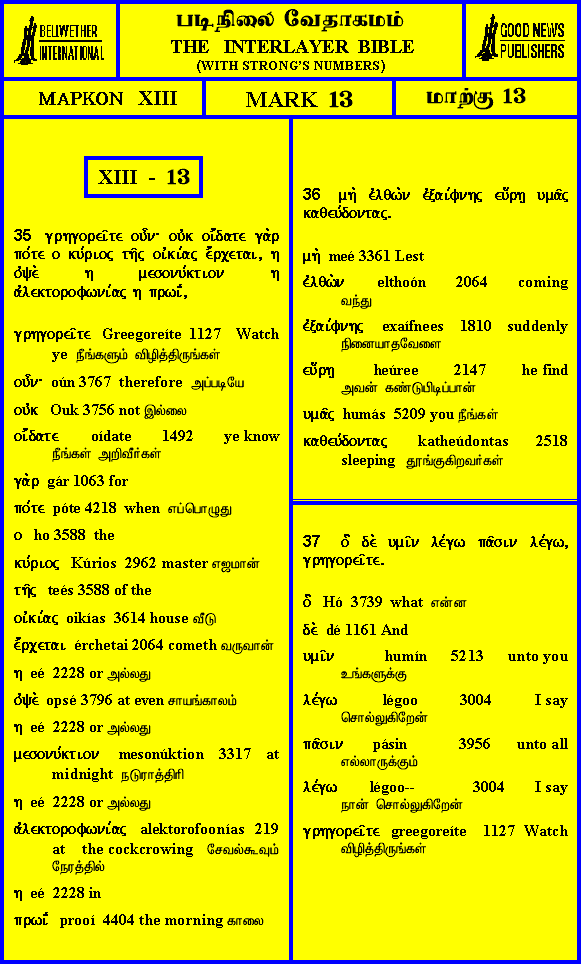 BELLWETHER
INTERNATIONAL
படிநிலை வேதாகமம்
THE INTERLAYER BIBLE
(WITH STRONG'S NUMBERS)
GOOD NEWS
PUBLISHERS
ΜΑΡΚΟΝ XIII
MARK 13
மாற்கு 13
XIII - 13
35 γρηγορεῖτε οὖν· οὐκ οἴδατε γὰρ
πότε ο κύριος τῆς οἰκίας ἔρχεται, η
ὀψὲ η μεσονύκτιον η
ἀλεκτοροφωνίας η πρωΐ,
γρηγορεῖτε Greegoreíte 1127 Watch
ye நீங்களும் விழித்திருங்கள்
οὖν· oún 3767 therefore அப்படியே
οὐκ Ouk 3756 not இல்லை
οἴδατε oídate 1492 ye know
நீங்கள் அறிவீர்கள்
γὰρ gár 1063 for
πότε póte 4218 when எப்பொழுது
ο ho 3588 the
κύριος Kúrios 2962 master எஜமான்
τῆς teés 3588 of the
οἰκίας oikías 3614 house வீடு
ἔρχεται érchetai 2064 cometh வருவான்
η eé 2228 or அல்லது
ὀψὲ opsé 3796 at even சாயங்காலம்
η eé 2228 or அல்லது
μεσονύκτιον mesonúktion 3317 at
midnight நடுராத்திரி
η eé 2228 or அல்லது
ἀλεκτοροφωνίας alektorofoonías 219
at the cockcrowing சேவல்கூவும்
நேரத்தில்
η eé 2228 in
πρωΐ prooí 4404 the morning காலை
36 μὴ ἐλθὼν ἐξαίφνης εὕρῃ υμᾶς
καθεύδοντας.
μὴ meé 3361 Lest
ἐλθὼν elthoón 2064 coming
வந்து
ἐξαίφνης exaífnees 1810 suddenly
நினையாதவேளை
εὕρῃ heúree 2147 he find
அவன் கண்டுபிடிப்பான்
υμᾶς humás 5209 you நீங்கள்
καθεύδοντας katheúdontas 2518
sleeping தூங்குகிறவர்கள்
37 ὃ δὲ υμῖν λέγω πᾶσιν λέγω,
γρηγορεῖτε.
ὃ Hó 3739 what என்ன
δὲ dé 1161 And
υμῖν humín 5213 unto you
உங்களுக்கு
λέγω légoo 3004 I say
சொல்லுகிறேன்
πᾶσιν pásin 3956 unto all
எல்லாருக்கும்
λέγω légoo-- 3004 I say
நான் சொல்லுகிறேன்
γρηγορεῖτε greegoreíte 1127 Watch
விழித்திருங்கள்